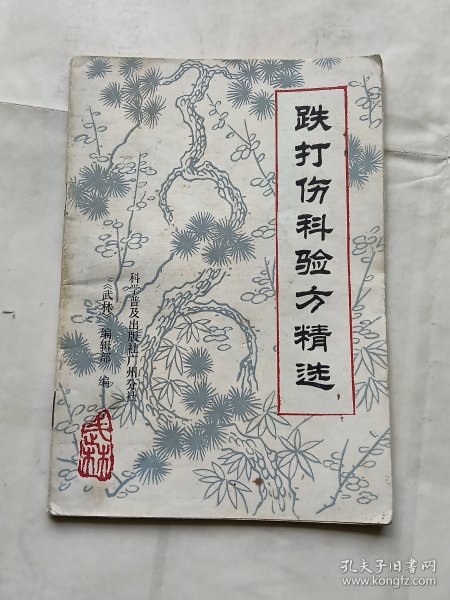 跌打伤科验方精选
科学普及出版社广州分社
《武林》编辑部 编
武林
孔夫子旧书网
www.kongfz.com